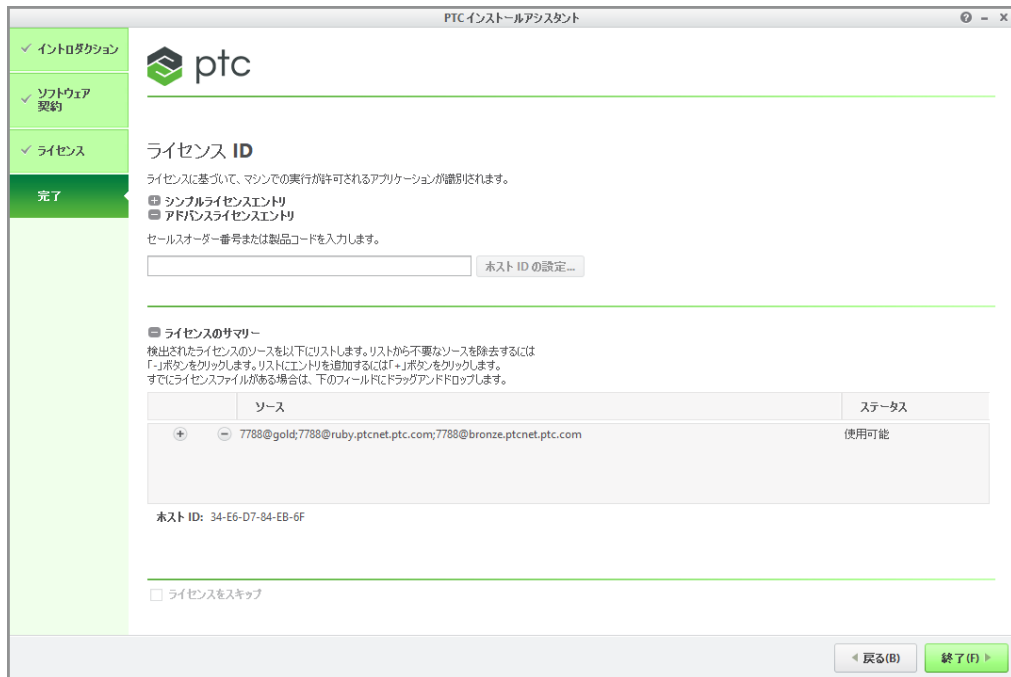 PTC インストールアシスタント
イントロダクション
ソフトウェア
契約
ライセンス
完了
ptc
ライセンス ID
ライセンスに基づいて、マシンでの実行が許可されるアプリケーションが識別されます。
シンプルライセンスエントリ
アドバンスライセンスエントリ
セールスオーダー番号または製品コードを入力します。
ホスト ID の設定...
ライセンスのサマリー
検出されたライセンスのソースを以下にリストします。リストから不要なソースを除去するには
「-」ボタンをクリックします。リストにエントリを追加するには「+」ボタンをクリックします。
すでにライセンスファイルがある場合は、下のフィールドにドラッグアンドドロップします。
ソース ステータス
7788@gold;7788@ruby.ptcnet.ptc.com;7788@bronze.ptcnet.ptc.com 使用可能
ホスト ID: 34-E6-D7-84-EB-6F
ライセンスをスキップ
戻る(B) 終了(F)